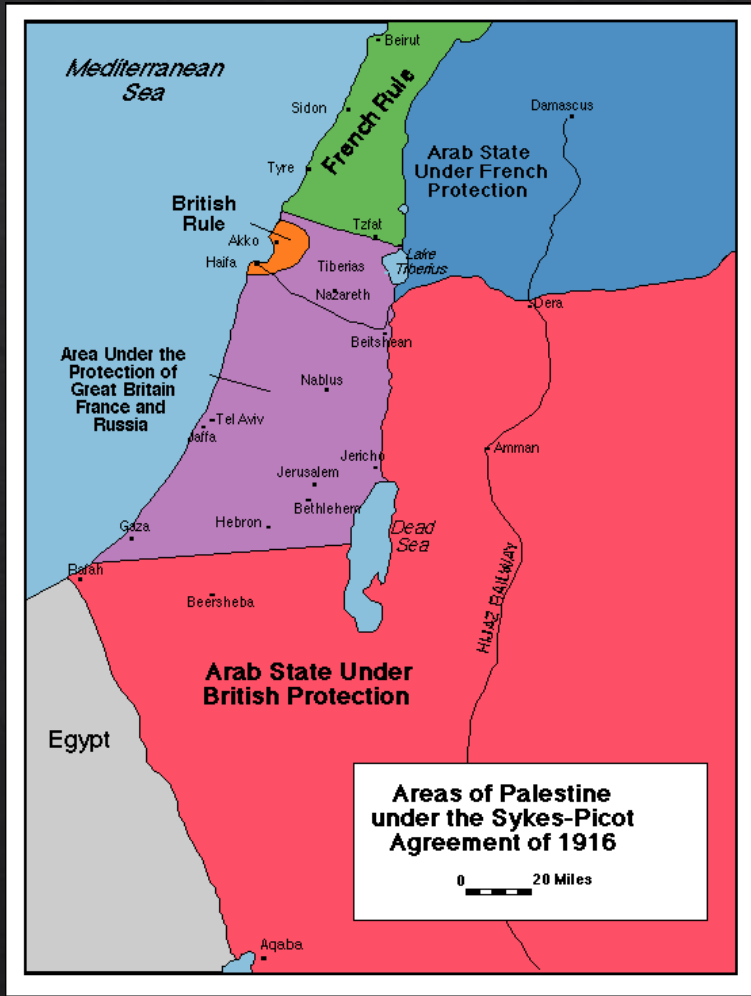 Mediterranean
Sea
Beirut
Sidon
French Rule
Damascus
Tyre
Arab State
Under French
Protection
British
Rule
Akko
Haifa
Tzfat
Tiberias
Lake
Tiberius
Nazareth
Dera
Beitshean
Area Under the
Protection of
Great Britain
France and
Russia
Nablus
Tel Aviv
Jaffa
Amman
Jericho
Jerusalem
Bethlehem
Hebron
Gaza
Dead
Sea
Rafah
Beersheba
HIJAZ RAILWAY
Arab State Under
British Protection
Egypt
Areas of Palestine
under the Sykes-Picot
Agreement of 1916
0 20 Miles
Aqaba